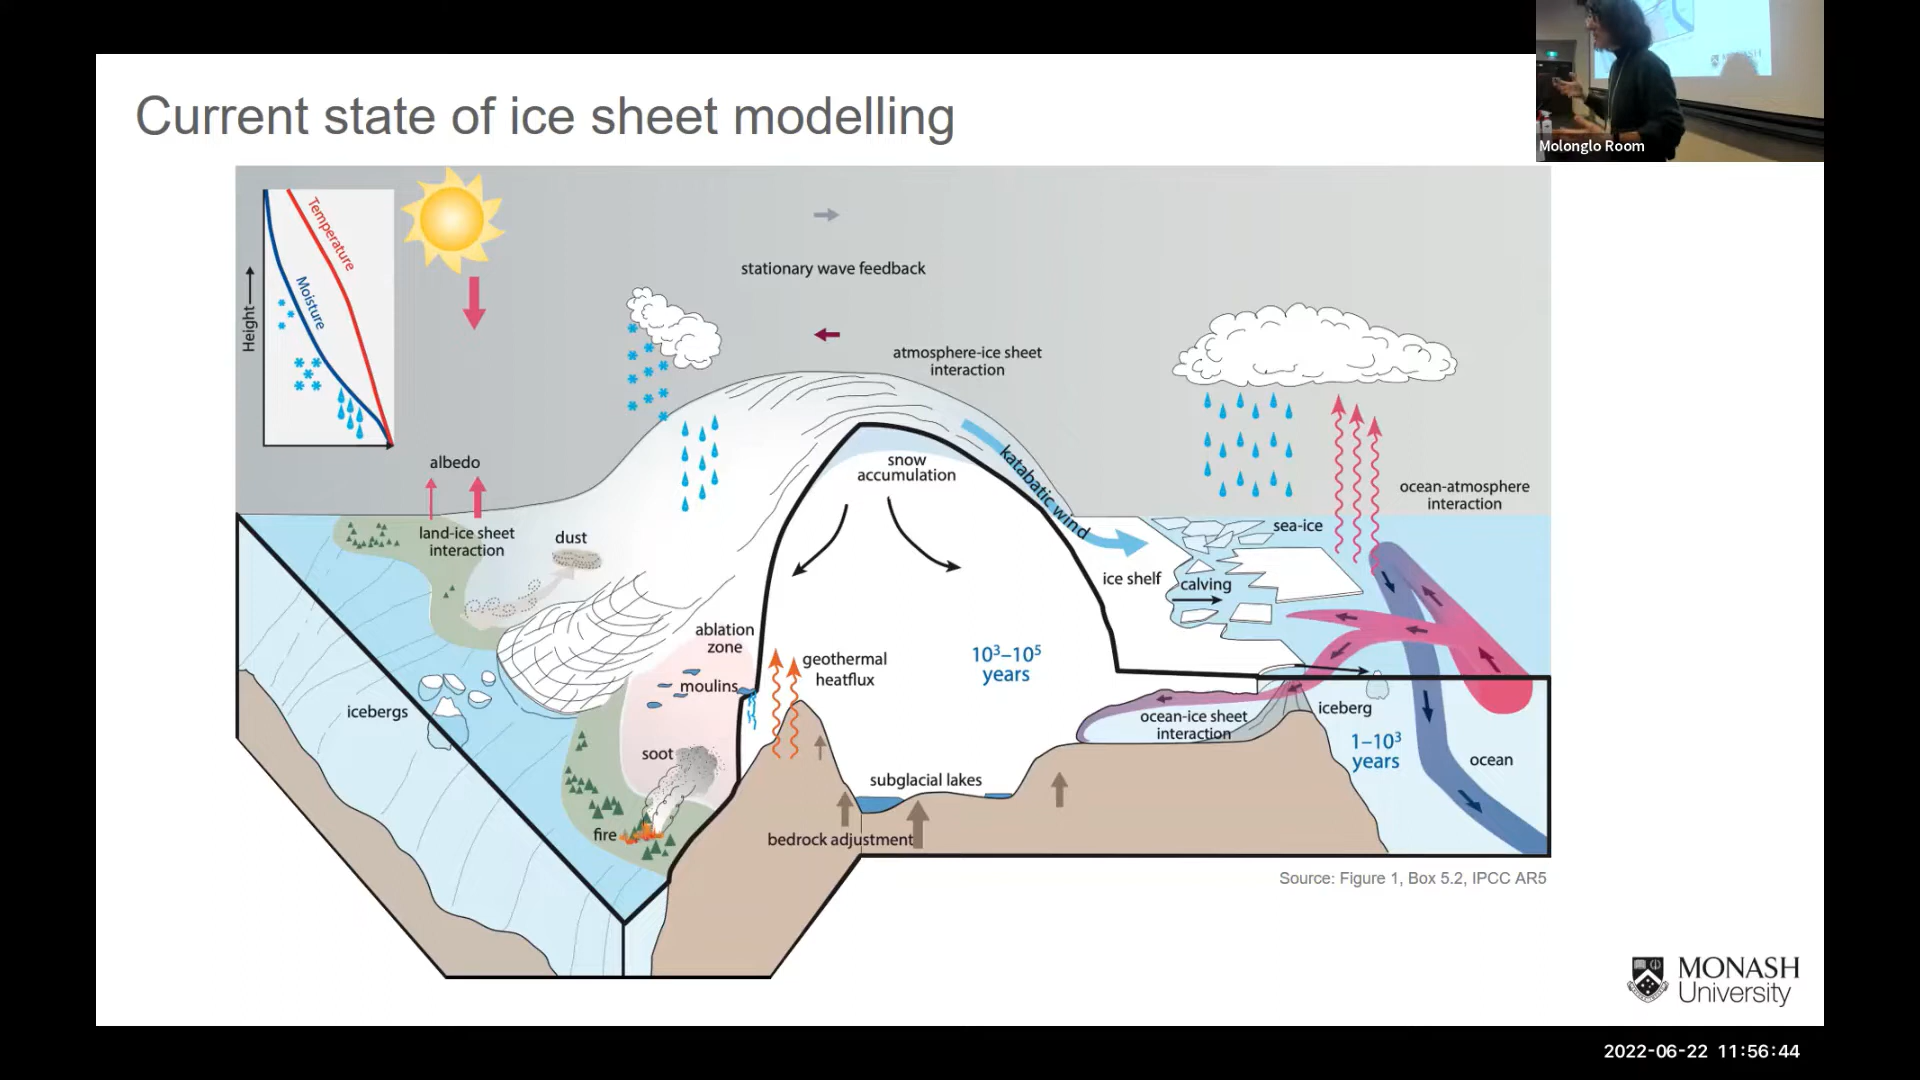 Current state of ice sheet modelling
Molonglo Room
Height
Temperature
Moisture
stationary wave feedback
atmosphere-ice sheet
interaction
albedo
snow
accumulation
katabatic wind
ocean-atmosphere
interaction
land-ice sheet
interaction
dust
sea-ice
ice shelf
calving
ablation
zone
geothermal
heatflux
10³–10⁵
years
moulins
icebergs
ocean-ice sheet
interaction
iceberg
1–10³
years
ocean
soot
subglacial lakes
fire
bedrock adjustment
Source: Figure 1, Box 5.2, IPCC AR5
MONASH
University
2022-06-22 11:56:44